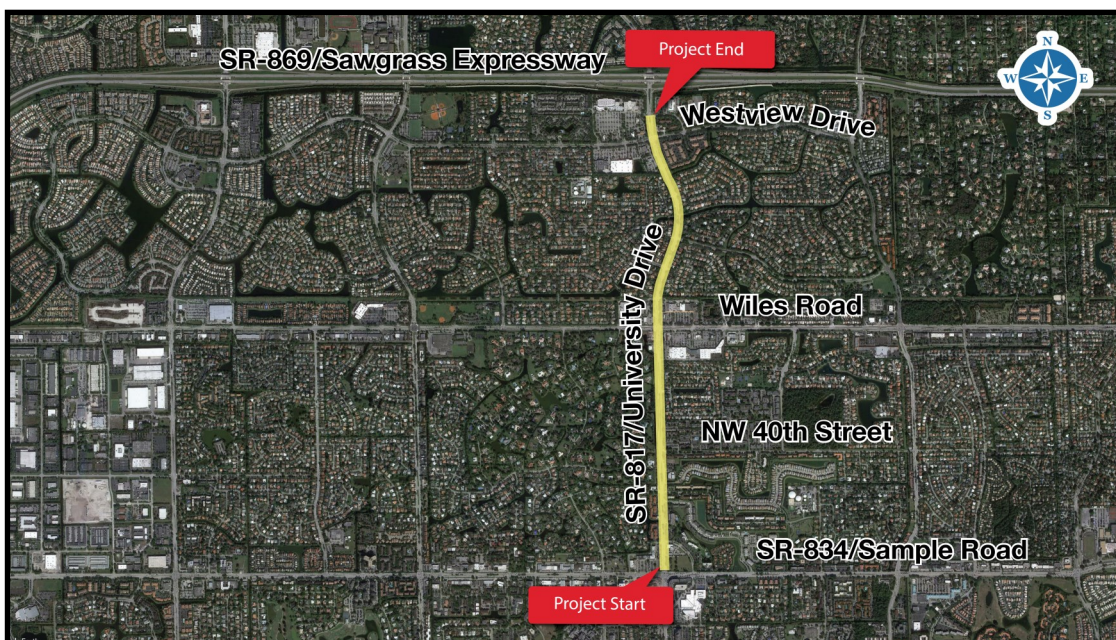 Project End
SR-869/Sawgrass Expressway
N
W
E
S
Westview Drive
SR-817/University Drive
Wiles Road
NW 40th Street
SR-834/Sample Road
Project Start